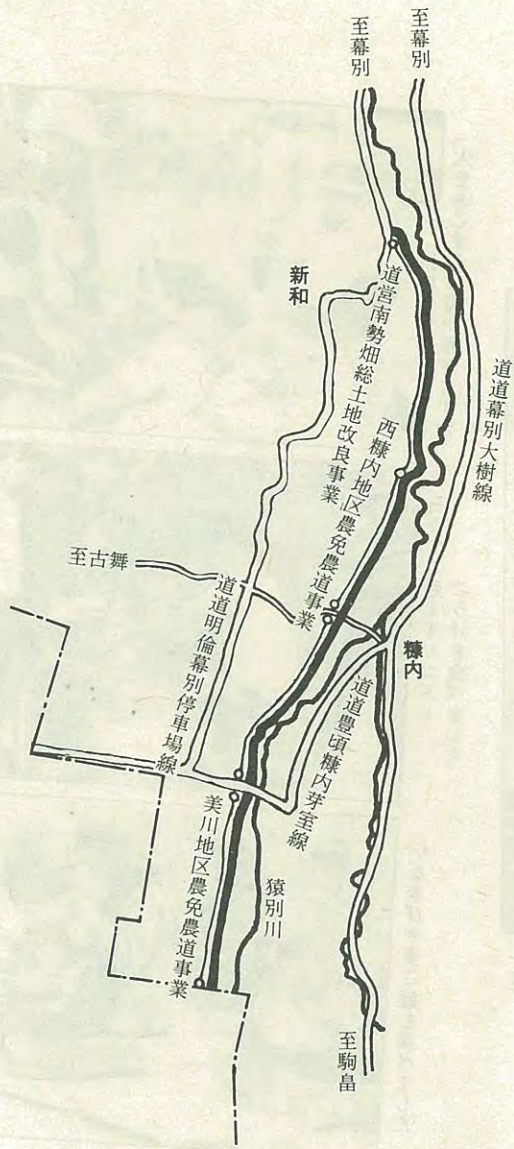 至幕別
至幕別
道道幕別大樹線
新和
道営南勢畑総土地改良事業
西糠内地区農免農道事業
至古舞
糠内
道道明倫幕別停車場線
道道豊頃糠内芽室線
美川地区農免農道事業
猿別川
至駒畠